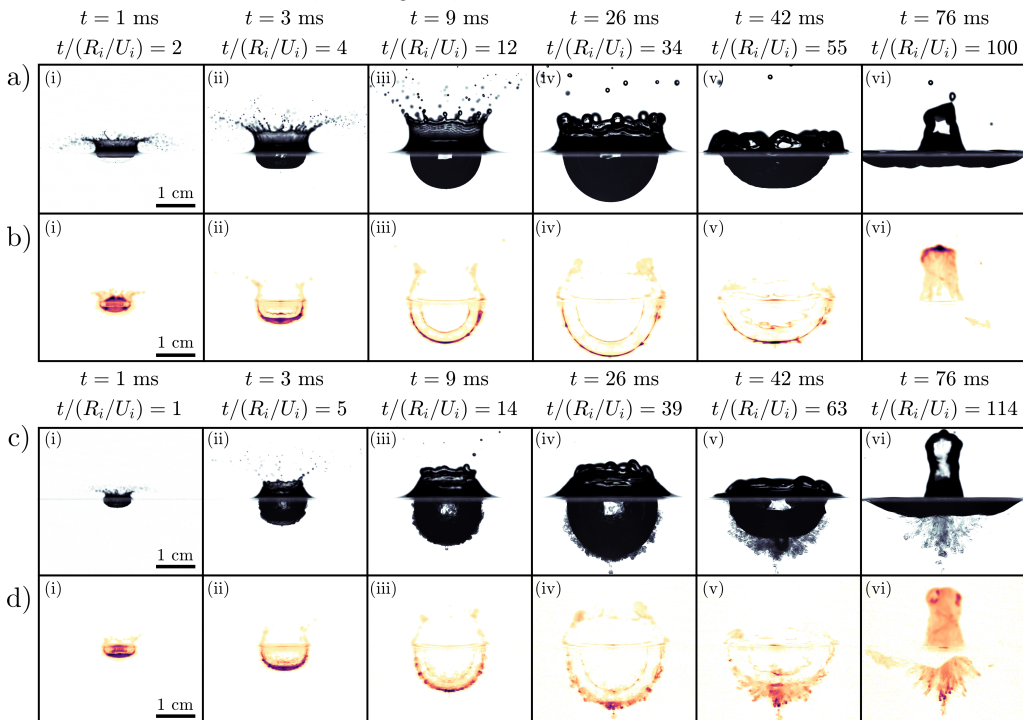 t = 1 ms t = 3 ms t = 9 ms t = 26 ms t = 42 ms t = 76 ms
t/(R_i/U_i) = 2 t/(R_i/U_i) = 4 t/(R_i/U_i) = 12 t/(R_i/U_i) = 34 t/(R_i/U_i) = 55 t/(R_i/U_i) = 100
a) (i) (ii) (iii) (iv) (v) (vi)
1 cm
b) (i) (ii) (iii) (iv) (v) (vi)
1 cm
t = 1 ms t = 3 ms t = 9 ms t = 26 ms t = 42 ms t = 76 ms
t/(R_i/U_i) = 1 t/(R_i/U_i) = 5 t/(R_i/U_i) = 14 t/(R_i/U_i) = 39 t/(R_i/U_i) = 63 t/(R_i/U_i) = 114
c) (i) (ii) (iii) (iv) (v) (vi)
1 cm
d) (i) (ii) (iii) (iv) (v) (vi)
1 cm